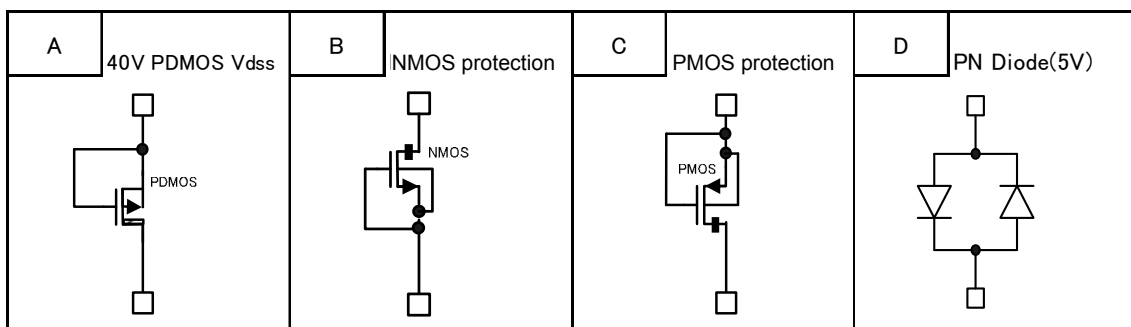 A
40V PDMOS Vdss
PDMOS
B
NMOS protection
NMOS
C
PMOS protection
PMOS
D
PN Diode(5V)